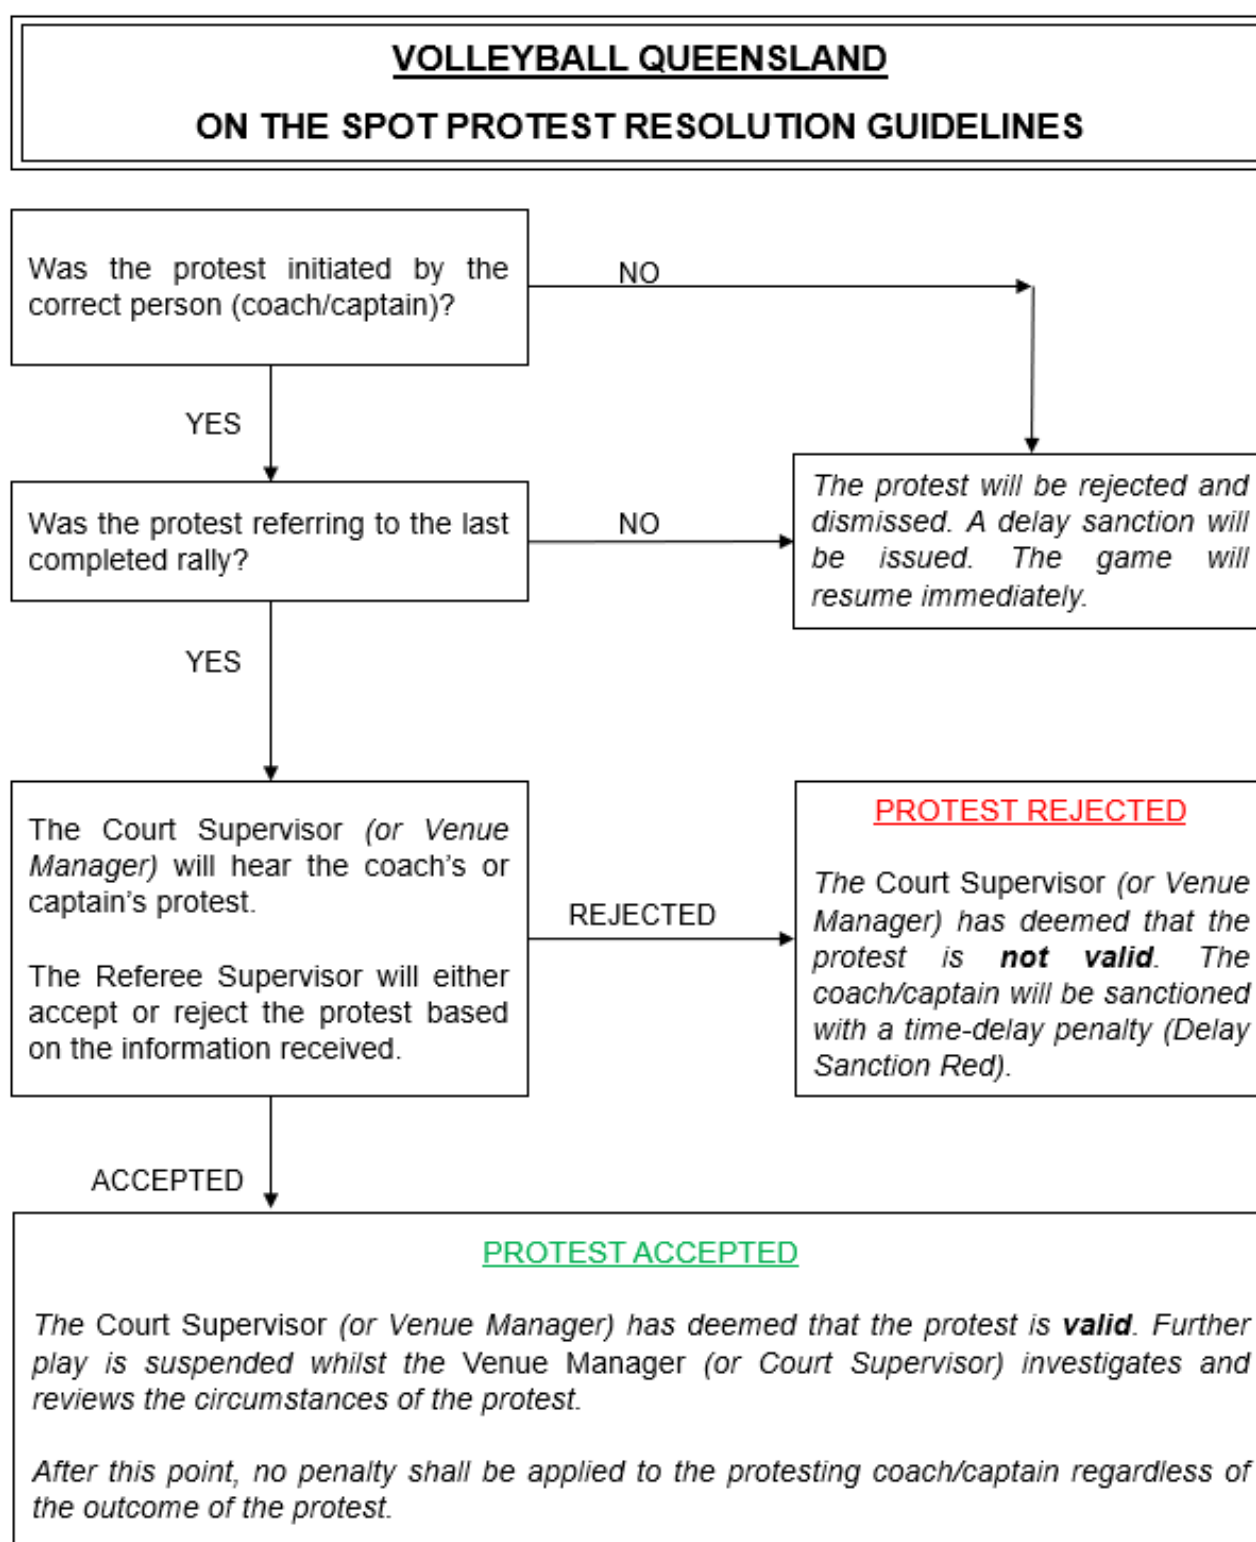 VOLLEYBALL QUEENSLAND
ON THE SPOT PROTEST RESOLUTION GUIDELINES
Was the protest initiated by the
correct person (coach/captain)?
NO
YES
Was the protest referring to the last
completed rally?
NO
The protest will be rejected and
dismissed. A delay sanction will
be issued. The game will
resume immediately.
YES
The Court Supervisor (or Venue
Manager) will hear the coach's or
captain's protest.
The Referee Supervisor will either
accept or reject the protest based
on the information received.
REJECTED
PROTEST REJECTED
The Court Supervisor (or Venue
Manager) has deemed that the
protest is not valid. The
coach/captain will be sanctioned
with a time-delay penalty (Delay
Sanction Red).
ACCEPTED
PROTEST ACCEPTED
The Court Supervisor (or Venue Manager) has deemed that the protest is valid. Further
play is suspended whilst the Venue Manager (or Court Supervisor) investigates and
reviews the circumstances of the protest.
After this point, no penalty shall be applied to the protesting coach/captain regardless of
the outcome of the protest.